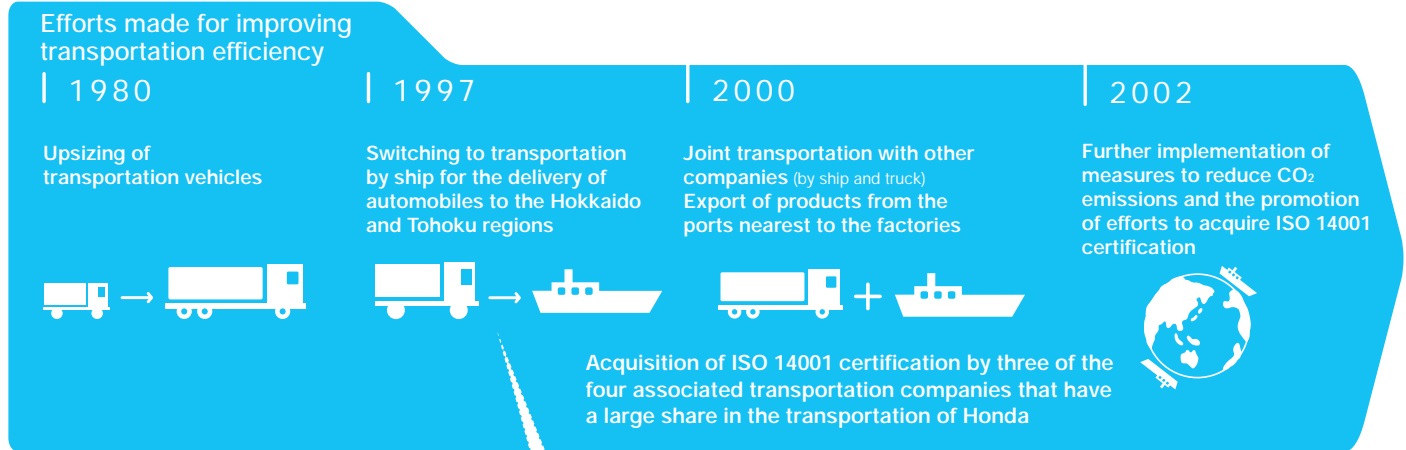 Efforts made for improving
transportation efficiency
1980
Upsizing of
transportation vehicles
1997
Switching to transportation
by ship for the delivery of
automobiles to the Hokkaido
and Tohoku regions
2000
Joint transportation with other
companies (by ship and truck)
Export of products from the
ports nearest to the factories
2002
Further implementation of
measures to reduce CO₂
emissions and the promotion
of efforts to acquire ISO 14001
certification
Acquisition of ISO 14001 certification by three of the
four associated transportation companies that have
a large share in the transportation of Honda